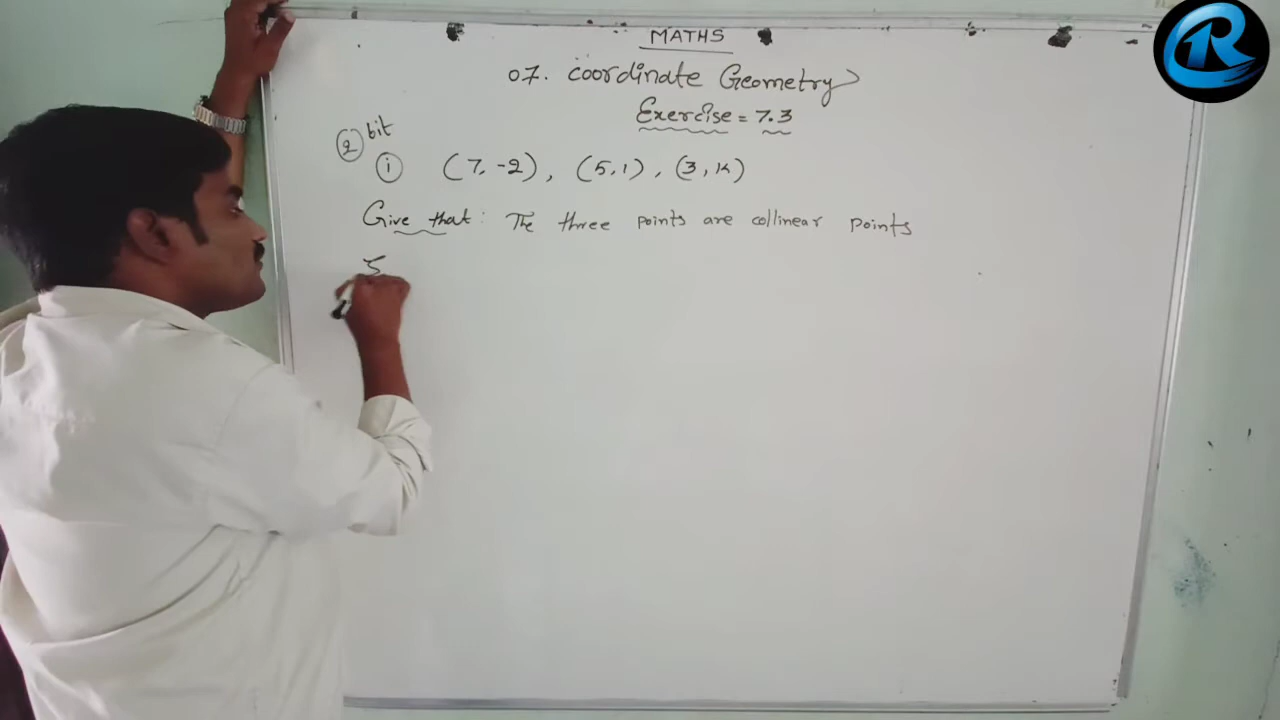 MATHS
07. Coordinate Geometry
Exercise = 7.3
2 bit
i (7, -2), (5, 1), (3, k)
Give that: The three points are collinear points
R